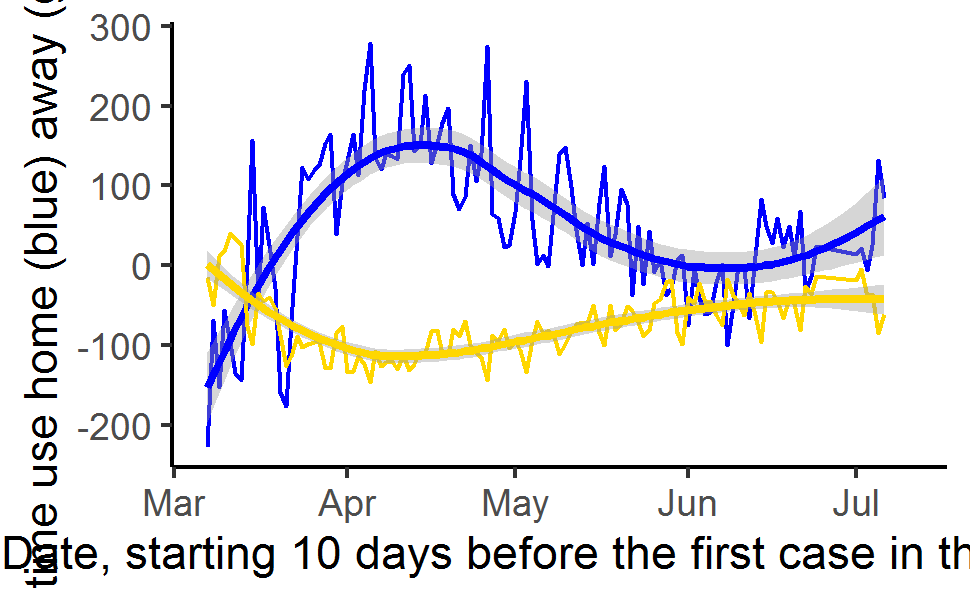 time use home (blue) away (
300
200
100
0
-100
-200
Mar Apr May Jun Jul
Date, starting 10 days before the first case in th